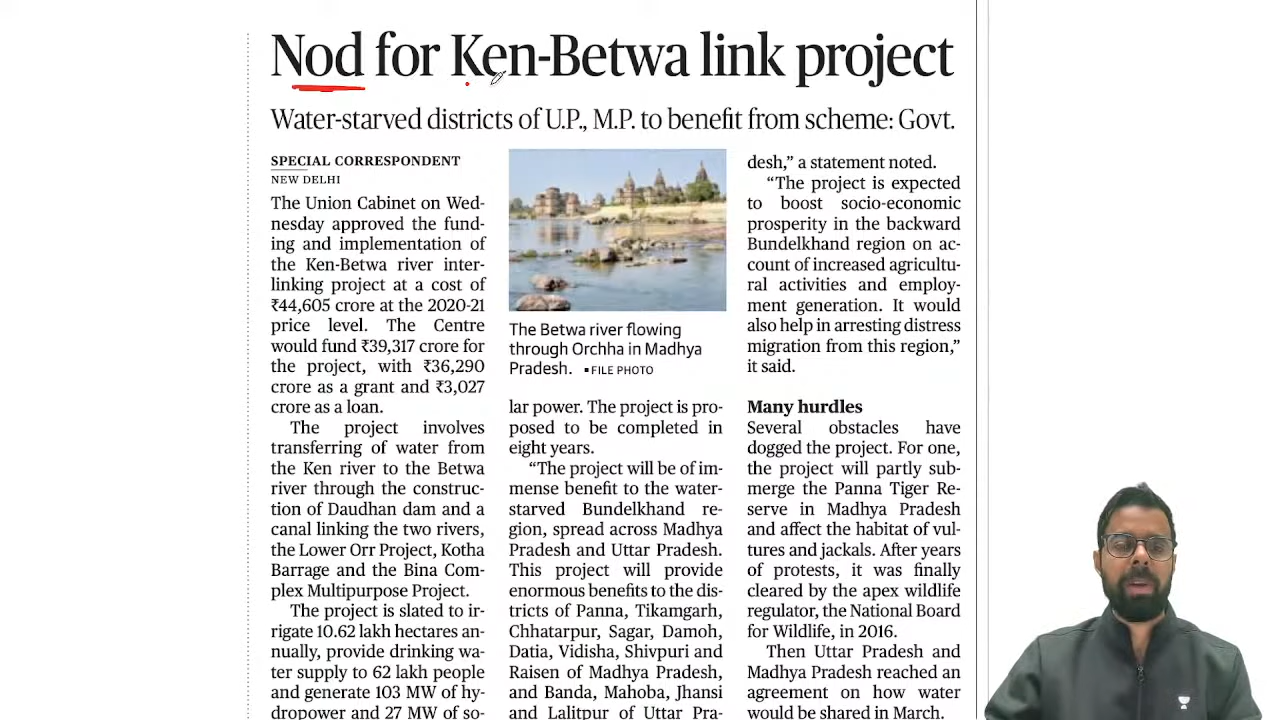 Nod for Ken-Betwa link project
Water-starved districts of U.P., M.P. to benefit from scheme: Govt.
SPECIAL CORRESPONDENT
NEW DELHI
The Union Cabinet on Wed-
nesday approved the fund-
ing and implementation of
the Ken-Betwa river inter-
linking project at a cost of
₹44,605 crore at the 2020-21
price level. The Centre
would fund ₹39,317 crore for
the project, with ₹36,290
crore as a grant and ₹3,027
crore as a loan.
The project involves
transferring of water from
the Ken river to the Betwa
river through the construc-
tion of Daudhan dam and a
canal linking the two rivers,
the Lower Orr Project, Kotha
Barrage and the Bina Com-
plex Multipurpose Project.
The project is slated to ir-
rigate 10.62 lakh hectares an-
nually, provide drinking wa-
ter supply to 62 lakh people
and generate 103 MW of hy-
dropower and 27 MW of so-
The Betwa river flowing
through Orchha in Madhya
Pradesh. ▪FILE PHOTO
lar power. The project is pro-
posed to be completed in
eight years.
“The project will be of im-
mense benefit to the water-
starved Bundelkhand re-
gion, spread across Madhya
Pradesh and Uttar Pradesh.
This project will provide
enormous benefits to the dis-
tricts of Panna, Tikamgarh,
Chhatarpur, Sagar, Damoh,
Datia, Vidisha, Shivpuri and
Raisen of Madhya Pradesh,
and Banda, Mahoba, Jhansi
and Lalitpur of Uttar Pra-
desh,” a statement noted.
“The project is expected
to boost socio-economic
prosperity in the backward
Bundelkhand region on ac-
count of increased agricultu-
ral activities and employ-
ment generation. It would
also help in arresting distress
migration from this region,”
it said.
Many hurdles
Several obstacles have
dogged the project. For one,
the project will partly sub-
merge the Panna Tiger Re-
serve in Madhya Pradesh
and affect the habitat of vul-
tures and jackals. After years
of protests, it was finally
cleared by the apex wildlife
regulator, the National Board
for Wildlife, in 2016.
Then Uttar Pradesh and
Madhya Pradesh reached an
agreement on how water
would be shared in March.